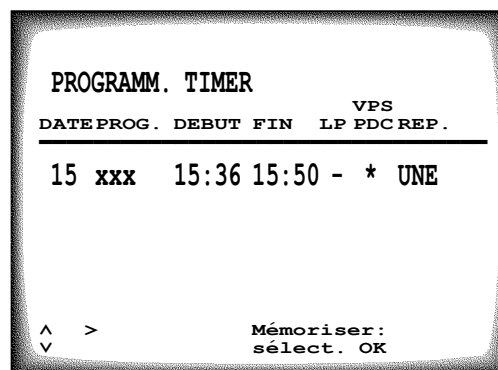 PROGRAMM. TIMER
VPS
DATE PROG. DEBUT FIN LP PDC REP.
15 xxx 15:36 15:50 - * UNE
^ > Mémoriser:
v sélect. OK